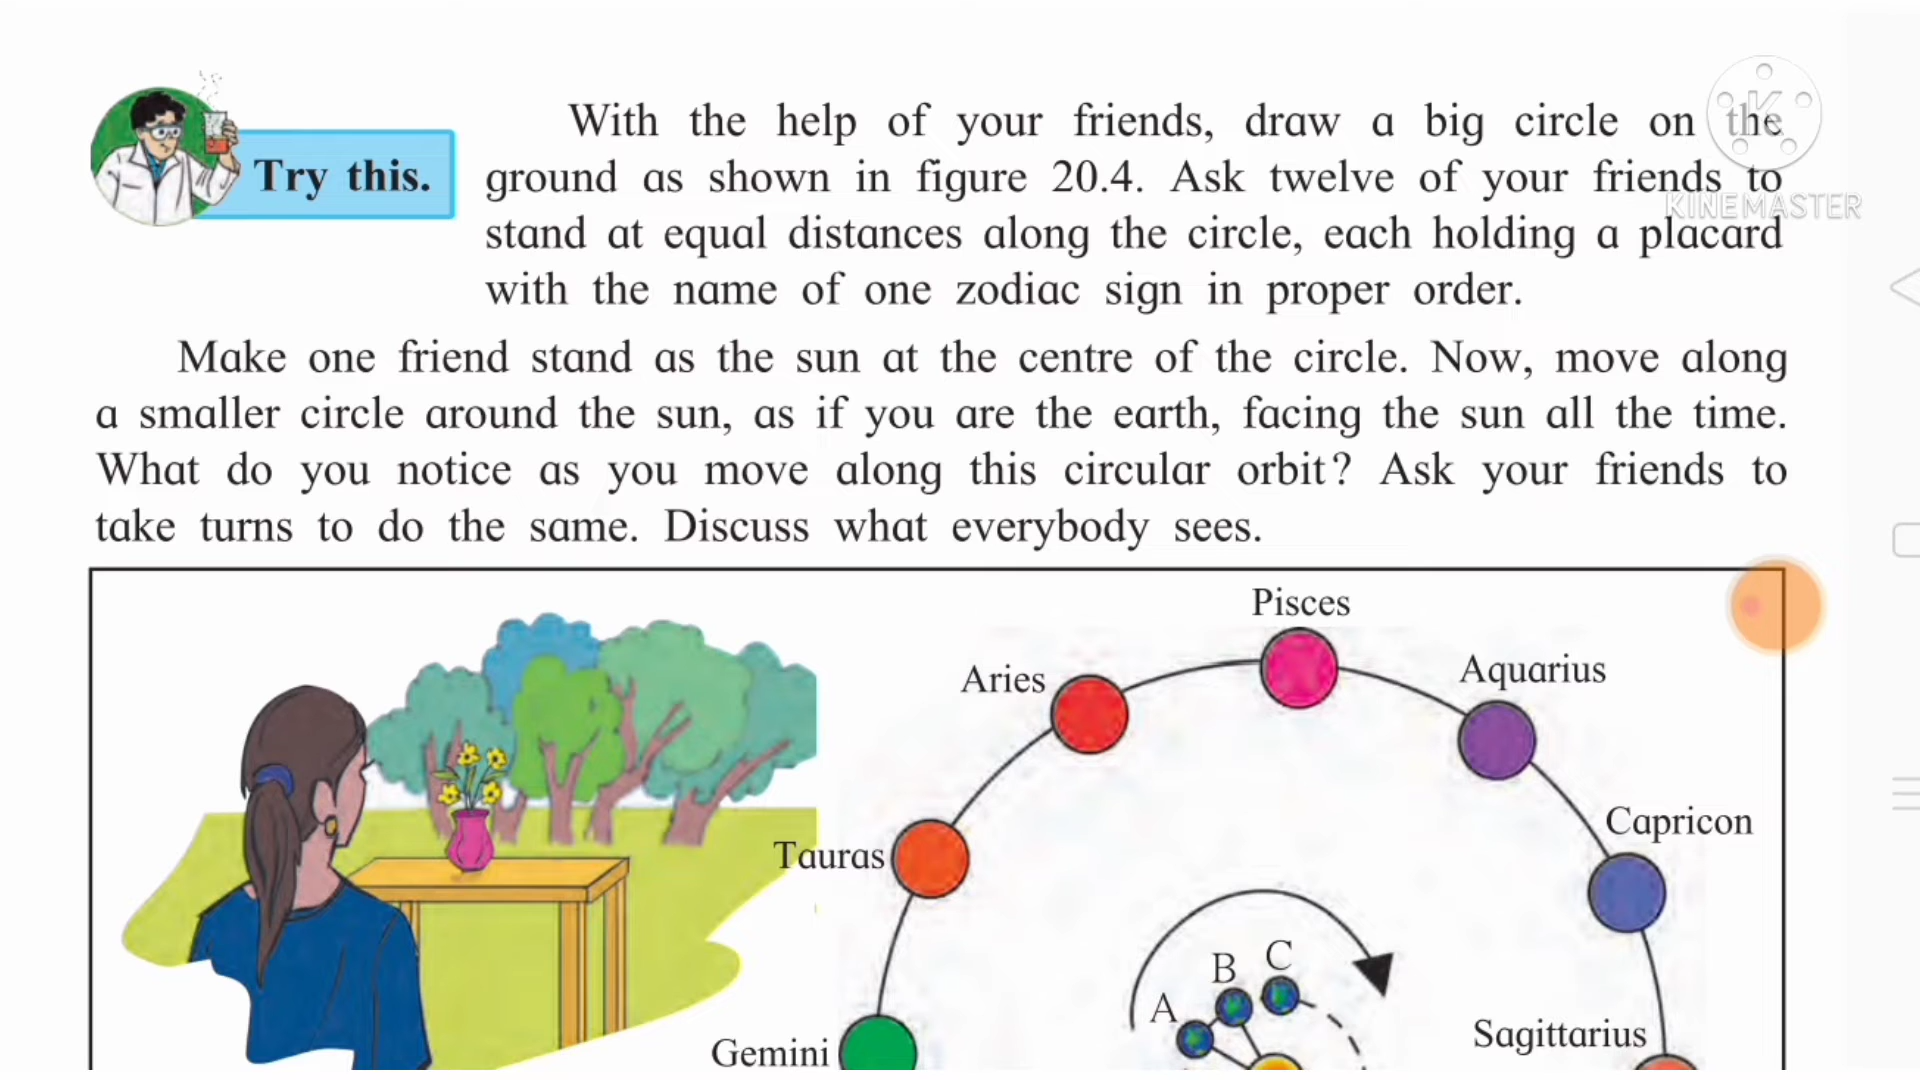 With the help of your friends, draw a big circle on the
Try this.
ground as shown in figure 20.4. Ask twelve of your friends to
KINEMASTER
stand at equal distances along the circle, each holding a placard
with the name of one zodiac sign in proper order.
Make one friend stand as the sun at the centre of the circle. Now, move along
a smaller circle around the sun, as if you are the earth, facing the sun all the time.
What do you notice as you move along this circular orbit? Ask your friends to
take turns to do the same. Discuss what everybody sees.
Pisces
Aries
Aquarius
Capricon
Tauras
B
C
A
Sagittarius
Gemini
K